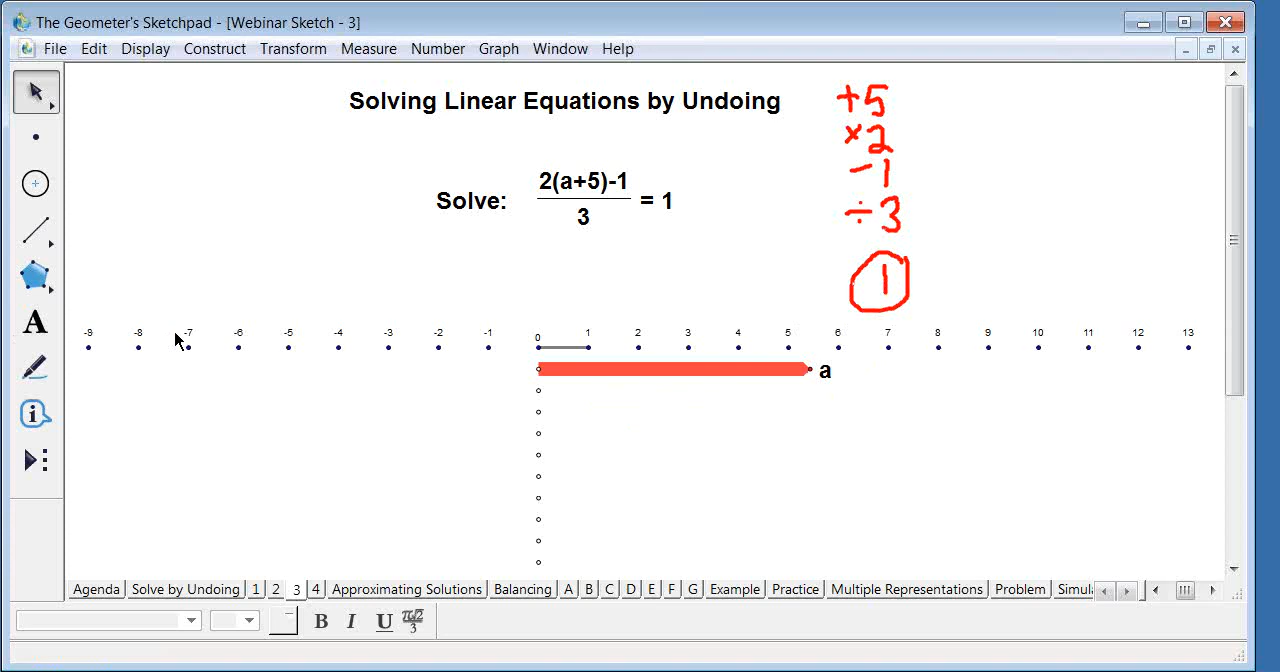 The Geometer's Sketchpad - [Webinar Sketch - 3]
File Edit Display Construct Transform Measure Number Graph Window Help
Solving Linear Equations by Undoing
+5
×2
-1
÷3
1
Solve: 2(a+5)-1
3
= 1
-9 -8 -7 -6 -5 -4 -3 -2 -1 0 1 2 3 4 5 6 7 8 9 10 11 12 13
a
A
i
Agenda Solve by Undoing 1 2 3 4 Approximating Solutions Balancing A B C D E F G Example Practice Multiple Representations Problem Simul
B I U π√2
3